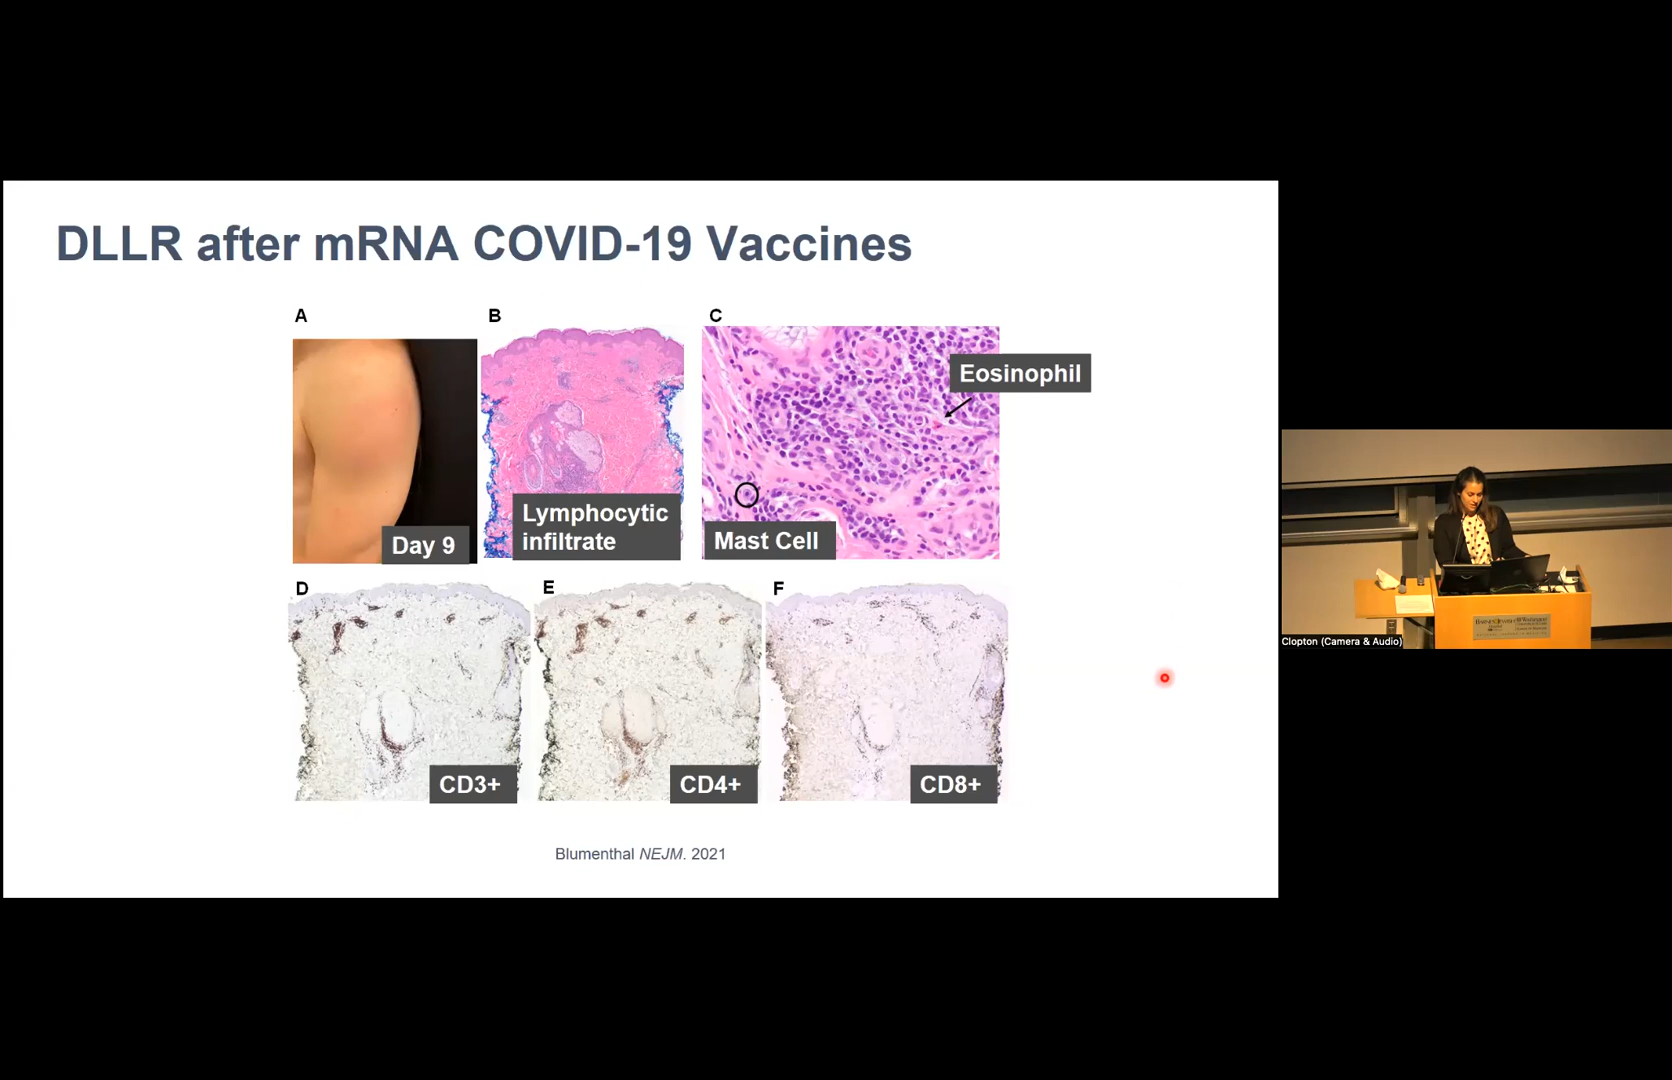 DLLR after mRNA COVID-19 Vaccines
A
B
C
Eosinophil
Lymphocytic
infiltrate
Day 9
Mast Cell
D
E
F
CD3+
CD4+
CD8+
Blumenthal NEJM. 2021
Clopton (Camera & Audio)